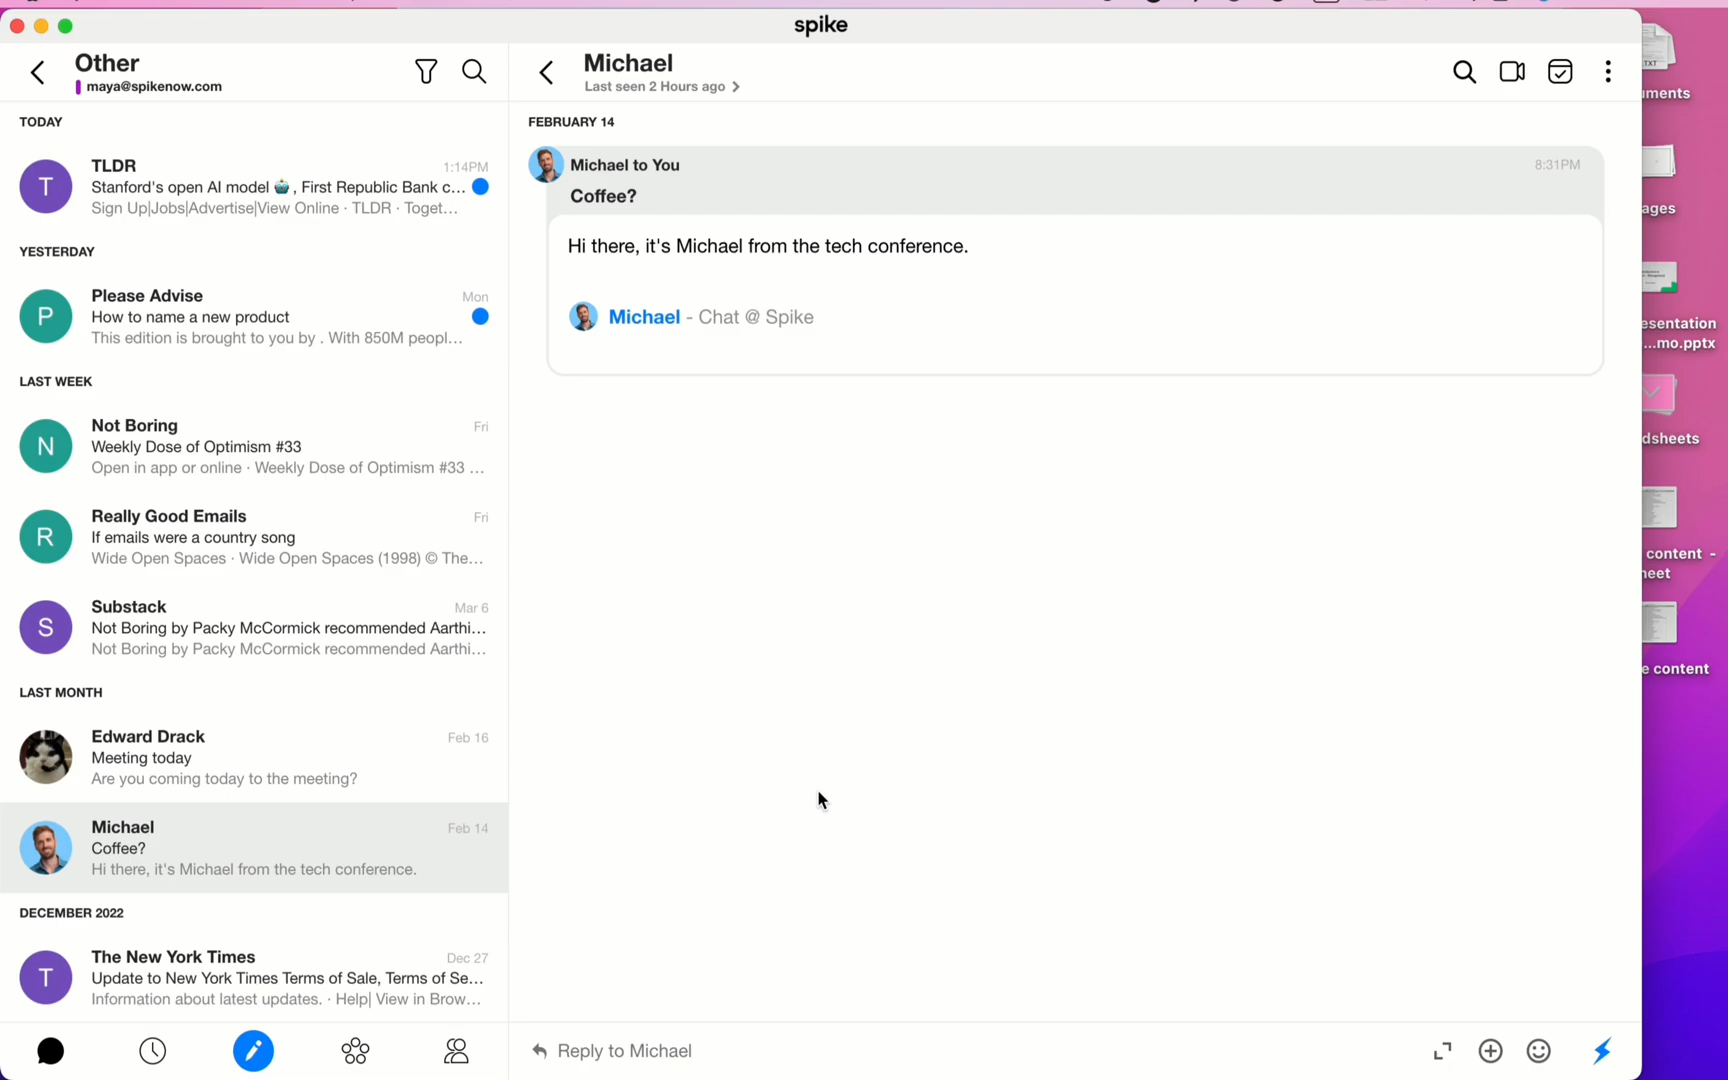 spike
Other
maya@spikenow.com
TODAY
T
TLDR
1:14PM
Stanford's open AI model 🤖 , First Republic Bank c...
Sign Up|Jobs|Advertise|View Online · TLDR · Toget...
YESTERDAY
P
Please Advise
Mon
How to name a new product
This edition is brought to you by . With 850M peopl...
LAST WEEK
N
Not Boring
Fri
Weekly Dose of Optimism #33
Open in app or online · Weekly Dose of Optimism #33 ...
R
Really Good Emails
Fri
If emails were a country song
Wide Open Spaces · Wide Open Spaces (1998) © The...
S
Substack
Mar 6
Not Boring by Packy McCormick recommended Aarthi...
Not Boring by Packy McCormick recommended Aarthi...
LAST MONTH
Edward Drack
Feb 16
Meeting today
Are you coming today to the meeting?
Michael
Feb 14
Coffee?
Hi there, it's Michael from the tech conference.
DECEMBER 2022
T
The New York Times
Dec 27
Update to New York Times Terms of Sale, Terms of Se...
Information about latest updates. · Help| View in Brow...
Michael
Last seen 2 Hours ago >
FEBRUARY 14
Michael to You
8:31PM
Coffee?
Hi there, it's Michael from the tech conference.
Michael - Chat @ Spike
Reply to Michael
TXT
uments
ages
esentation
...mo.pptx
dsheets
content -
heet
e content